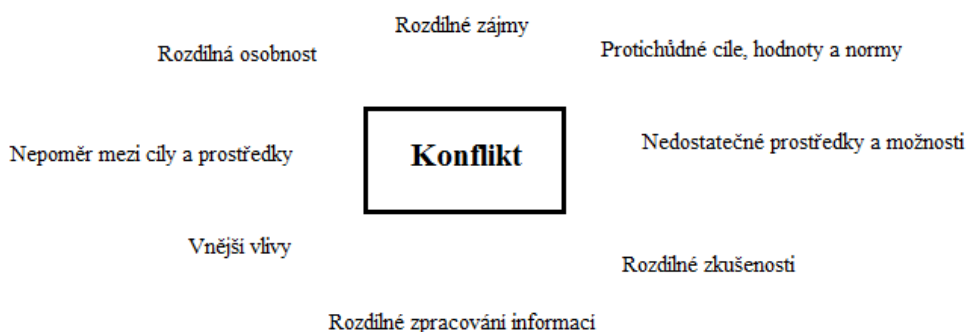 Rozdílné zájmy
Rozdílná osobnost
Protichůdné cíle, hodnoty a normy
Nepoměr mezi cíly a prostředky
Konflikt
Nedostatečné prostředky a možnosti
Vnější vlivy
Rozdílné zkušenosti
Rozdílné zpracování informací